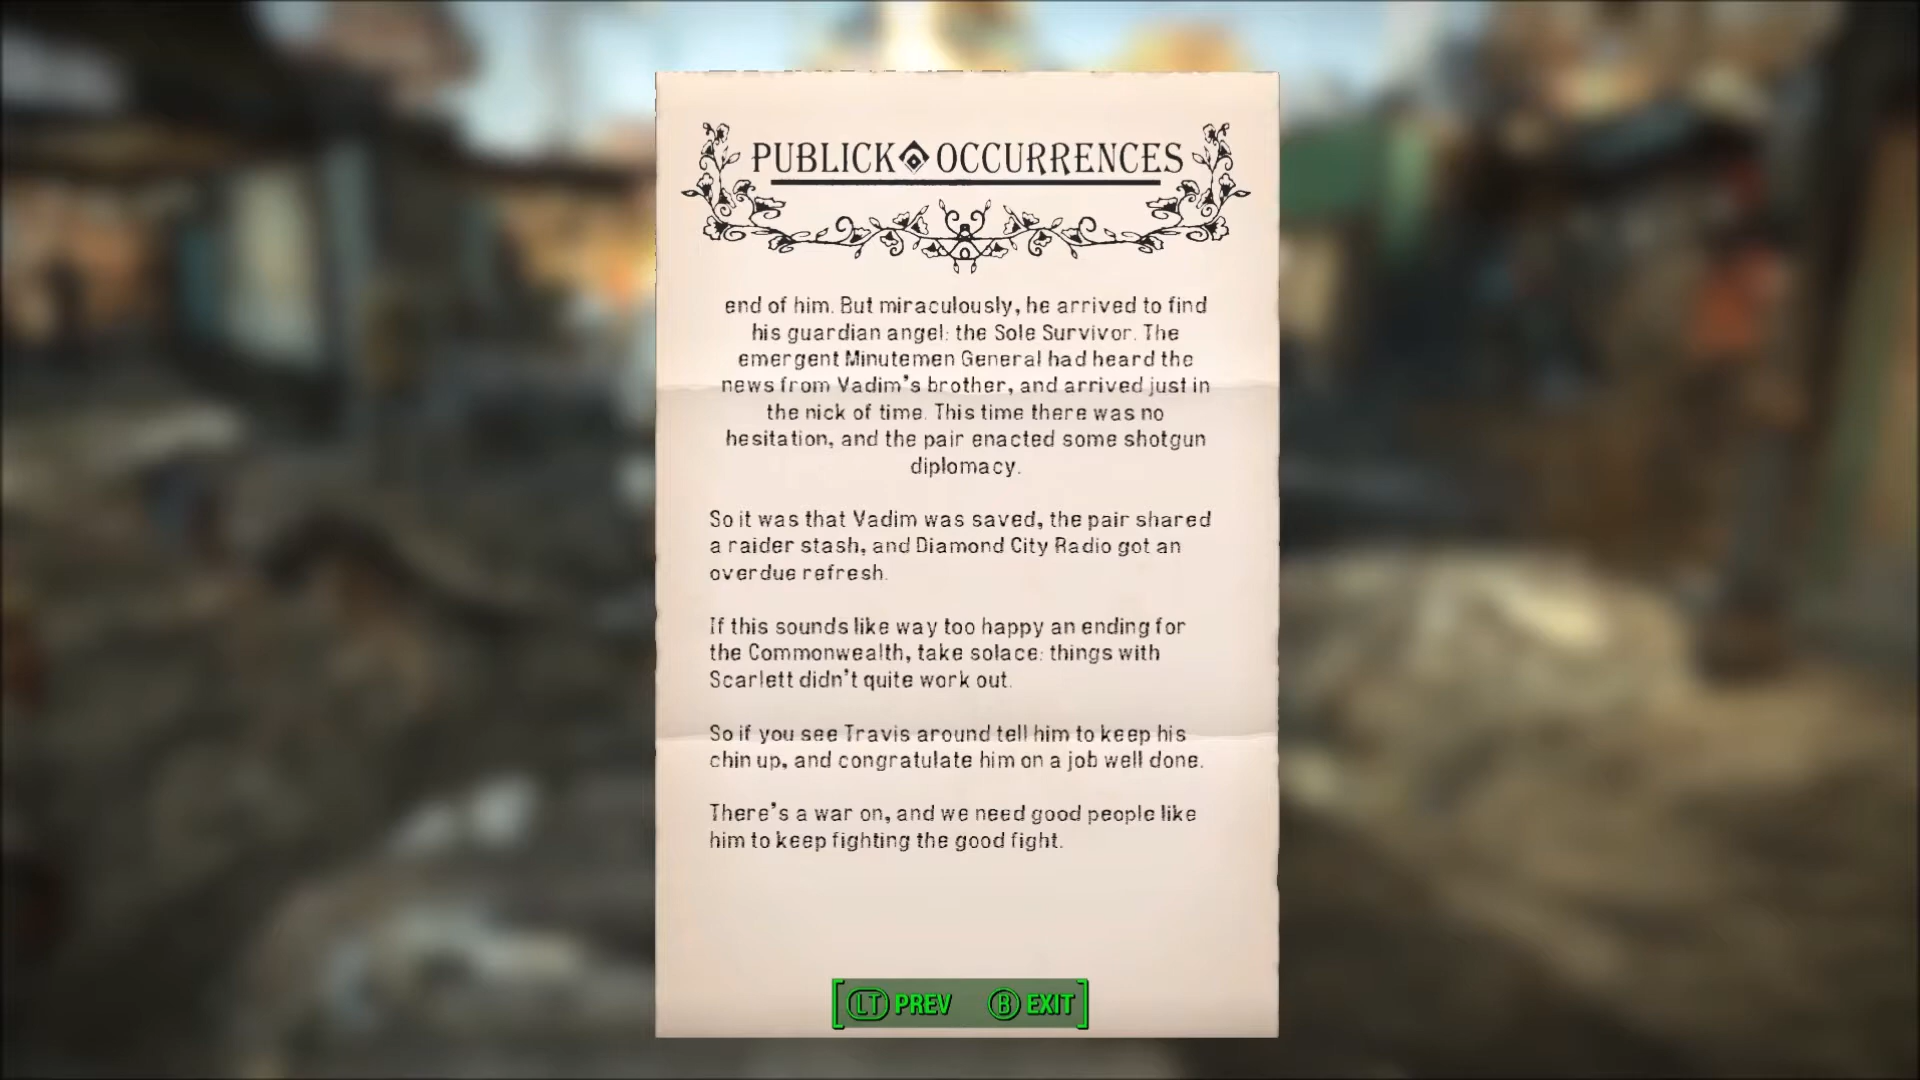 PUBLICK OCCURRENCES
end of him. But miraculously, he arrived to find
his guardian angel: the Sole Survivor. The
emergent Minutemen General had heard the
news from Vadim's brother, and arrived just in
the nick of time. This time there was no
hesitation, and the pair enacted some shotgun
diplomacy.
So it was that Vadim was saved, the pair shared
a raider stash, and Diamond City Radio got an
overdue refresh.
If this sounds like way too happy an ending for
the Commonwealth, take solace: things with
Scarlett didn't quite work out.
So if you see Travis around tell him to keep his
chin up, and congratulate him on a job well done.
There's a war on, and we need good people like
him to keep fighting the good fight.
LT PREV B EXIT